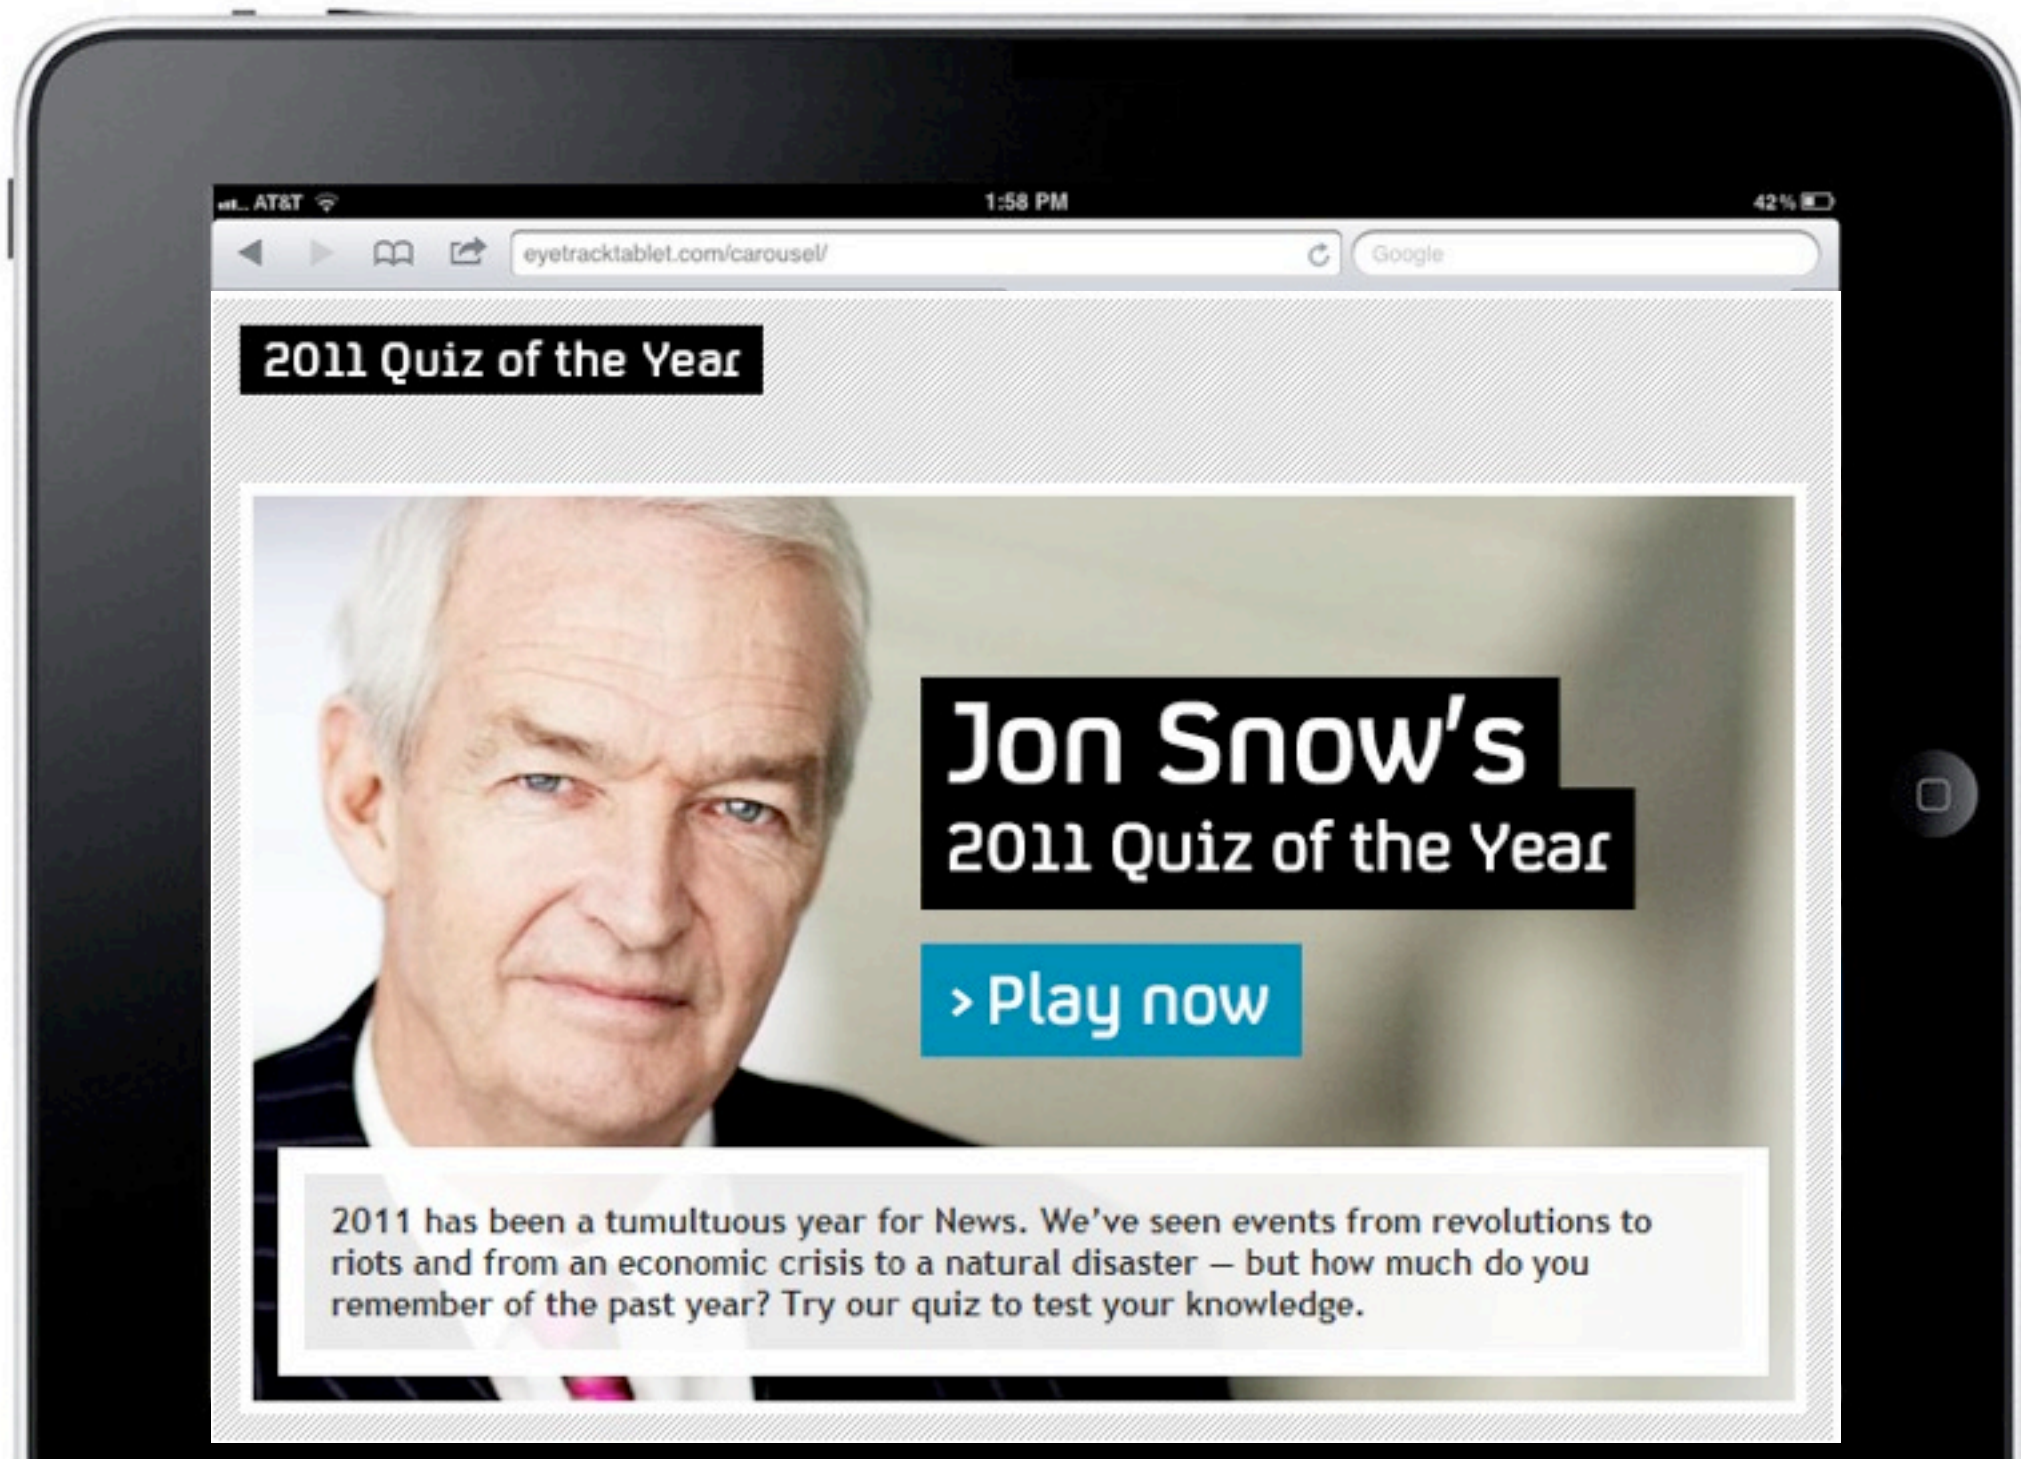 AT&T 1:58 PM 42%
eyetracktablet.com/carousel/ Google
2011 Quiz of the Year
Jon Snow's
2011 Quiz of the Year
> Play now
2011 has been a tumultuous year for News. We've seen events from revolutions to
riots and from an economic crisis to a natural disaster — but how much do you
remember of the past year? Try our quiz to test your knowledge.